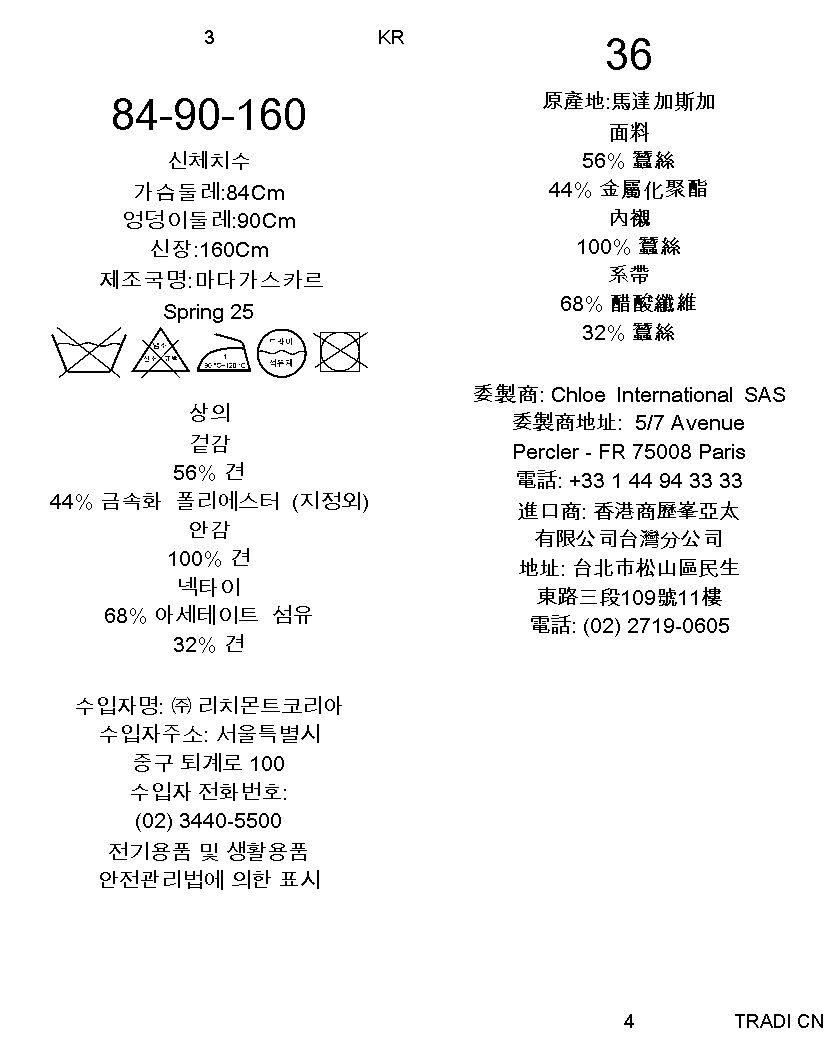 3
KR
84-90-160
신체치수
가슴둘레:84Cm
엉덩이둘레:90Cm
신장:160Cm
제조국명:마다가스카르
Spring 25
염소
산소 표백
1
90 °C~120 °C
드라이
석유계
상의
겉감
56% 견
44% 금속화 폴리에스터 (지정외)
안감
100% 견
넥타이
68% 아세테이트 섬유
32% 견
수입자명: ㈜ 리치몬트코리아
수입자주소: 서울특별시
중구 퇴계로 100
수입자 전화번호:
(02) 3440-5500
전기용품 및 생활용품
안전관리법에 의한 표시
36
原產地:馬達加斯加
面料
56% 蠶絲
44% 金屬化聚酯
內襯
100% 蠶絲
系帶
68% 醋酸纖維
32% 蠶絲
委製商: Chloe International SAS
委製商地址: 5/7 Avenue
Percler - FR 75008 Paris
電話: +33 1 44 94 33 33
進口商: 香港商歷峯亞太
有限公司台灣分公司
地址: 台北市松山區民生
東路三段109號11樓
電話: (02) 2719-0605
4
TRADI CN